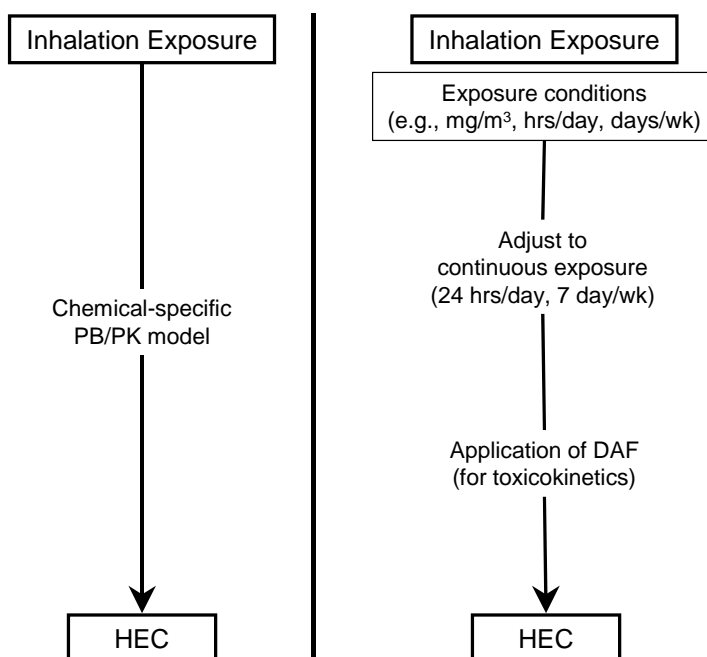 Inhalation Exposure
Chemical-specific
PB/PK model
HEC
Inhalation Exposure
Exposure conditions
(e.g., mg/m³, hrs/day, days/wk)
Adjust to
continuous exposure
(24 hrs/day, 7 day/wk)
Application of DAF
(for toxicokinetics)
HEC